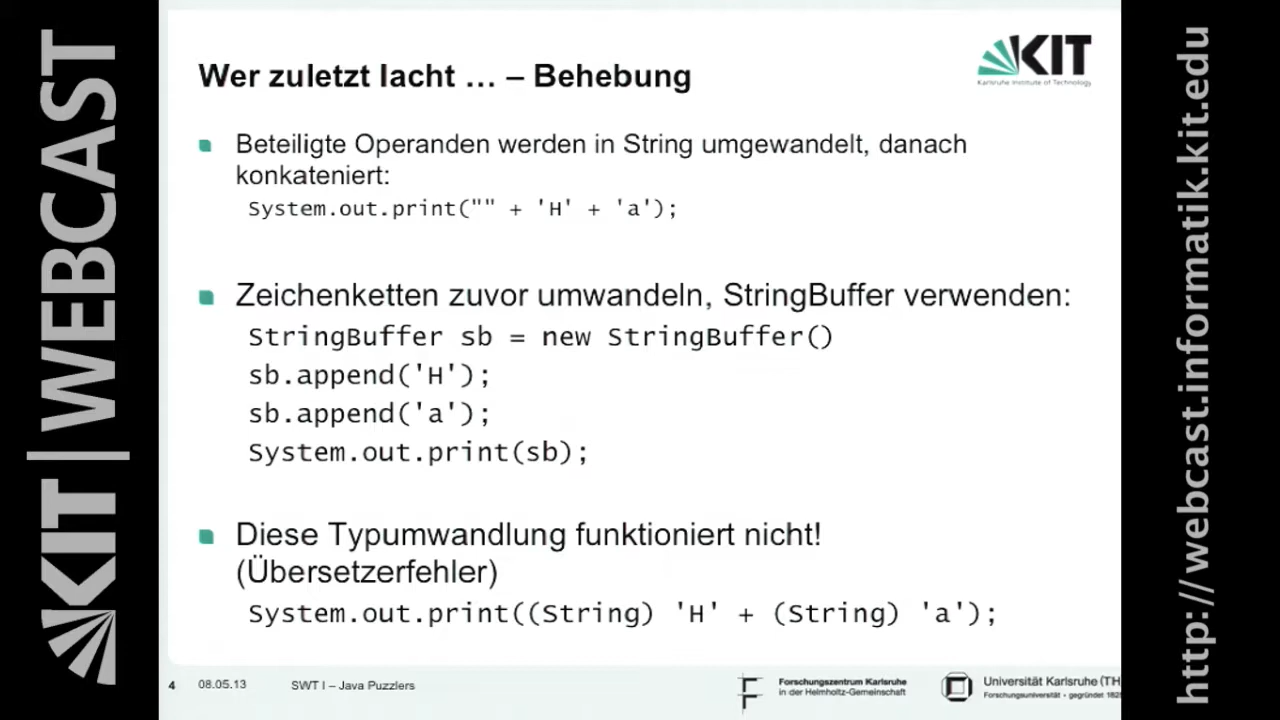 KIT | WEBCAST
Wer zuletzt lacht … – Behebung
KIT
Karlsruhe Institute of Technology
Beteiligte Operanden werden in String umgewandelt, danach
konkateniert:
System.out.print("" + 'H' + 'a');
Zeichenketten zuvor umwandeln, StringBuffer verwenden:
StringBuffer sb = new StringBuffer()
sb.append('H');
sb.append('a');
System.out.print(sb);
Diese Typumwandlung funktioniert nicht!
(Übersetzerfehler)
System.out.print((String) 'H' + (String) 'a');
4 08.05.13 SWT I – Java Puzzlers
Forschungszentrum Karlsruhe
in der Helmholtz-Gemeinschaft
Universität Karlsruhe (TH
Forschungsuniversität • gegründet 182
http://webcast.informatik.kit.edu